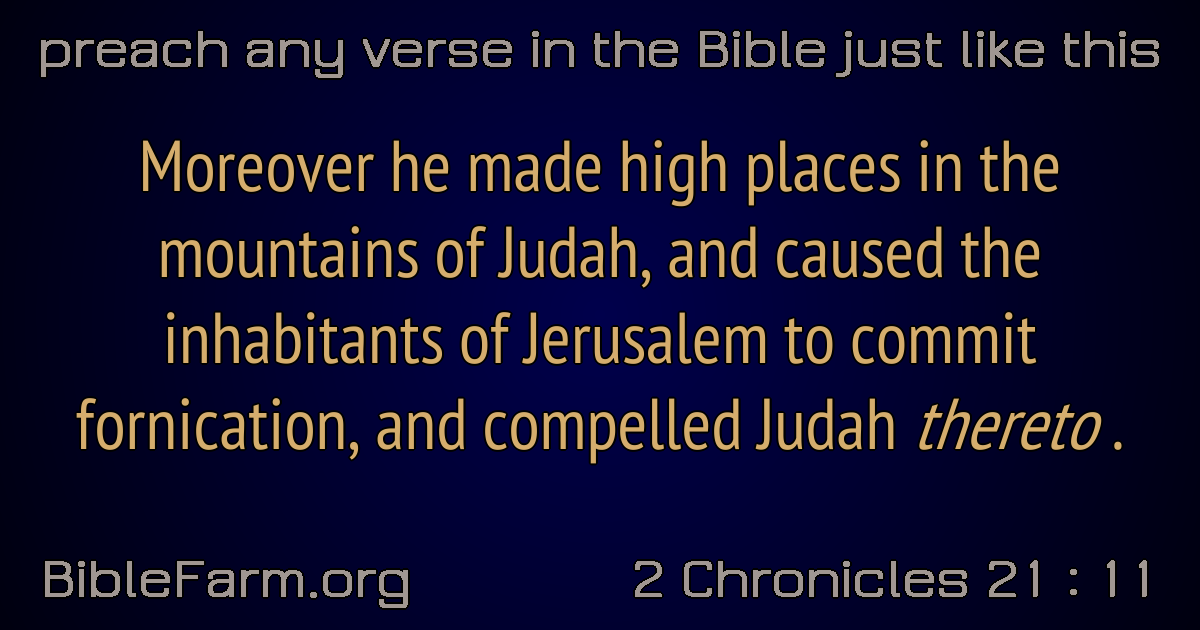 preach any verse in the Bible just like this
Moreover he made high places in the
mountains of Judah, and caused the
inhabitants of Jerusalem to commit
fornication, and compelled Judah thereto .
BibleFarm.org
2 Chronicles 21 : 11